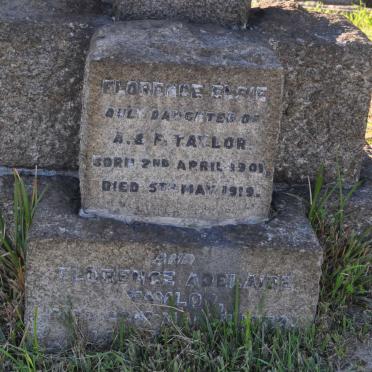 FLORENCE ELSIE
ONLY DAUGHTER OF
A. & F. TAYLOR
BORN 2ND APRIL 1901
DIED 5TH MAY 1919.
AND
FLORENCE ADELAIDE
TAYLOR